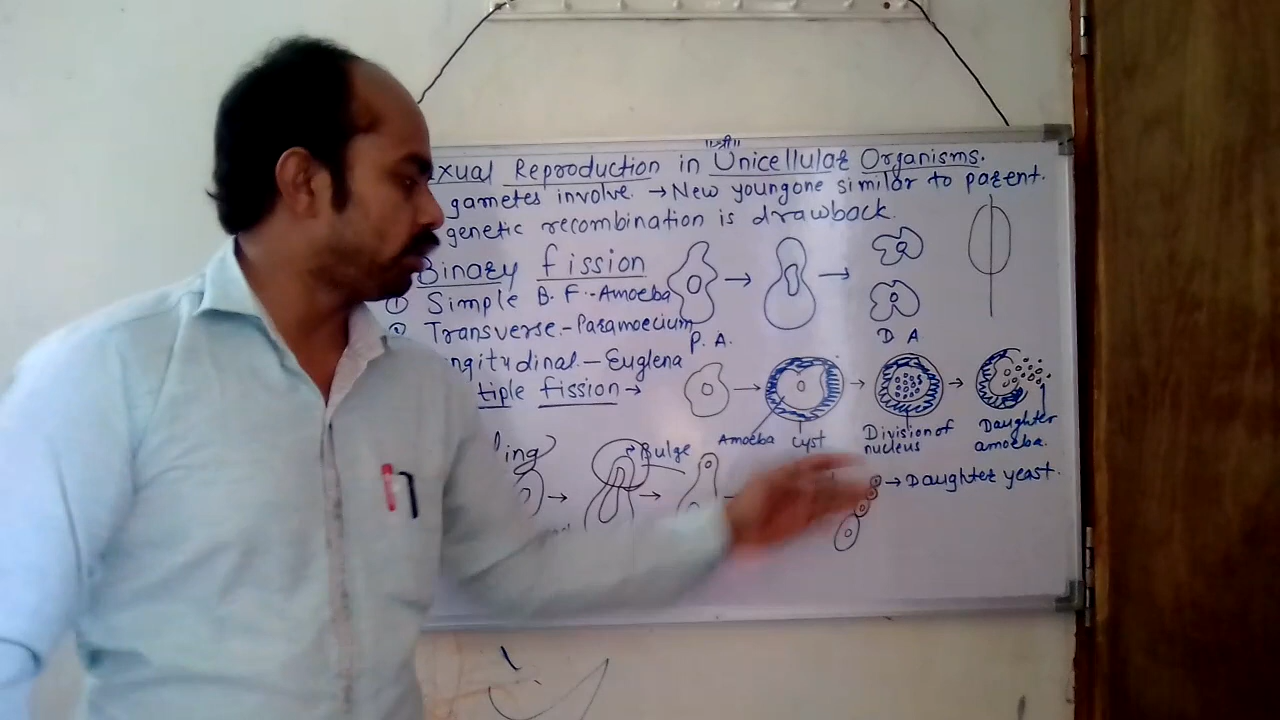 ॥श्री॥
xual Reproduction in Unicellular Organisms.
gametes involve. → New youngone similar to parent.
genetic recombination is drawback.
Binary fission
① Simple B. F.-Amoeba
② Transverse.-Paramoecium
ngitudinal-Euglena
P. A.
D A
tiple fission →
Amoeba
Cyst
Division of
nucleus
Daughter
amoeba.
ing
Bulge
→ Daughter yeast.